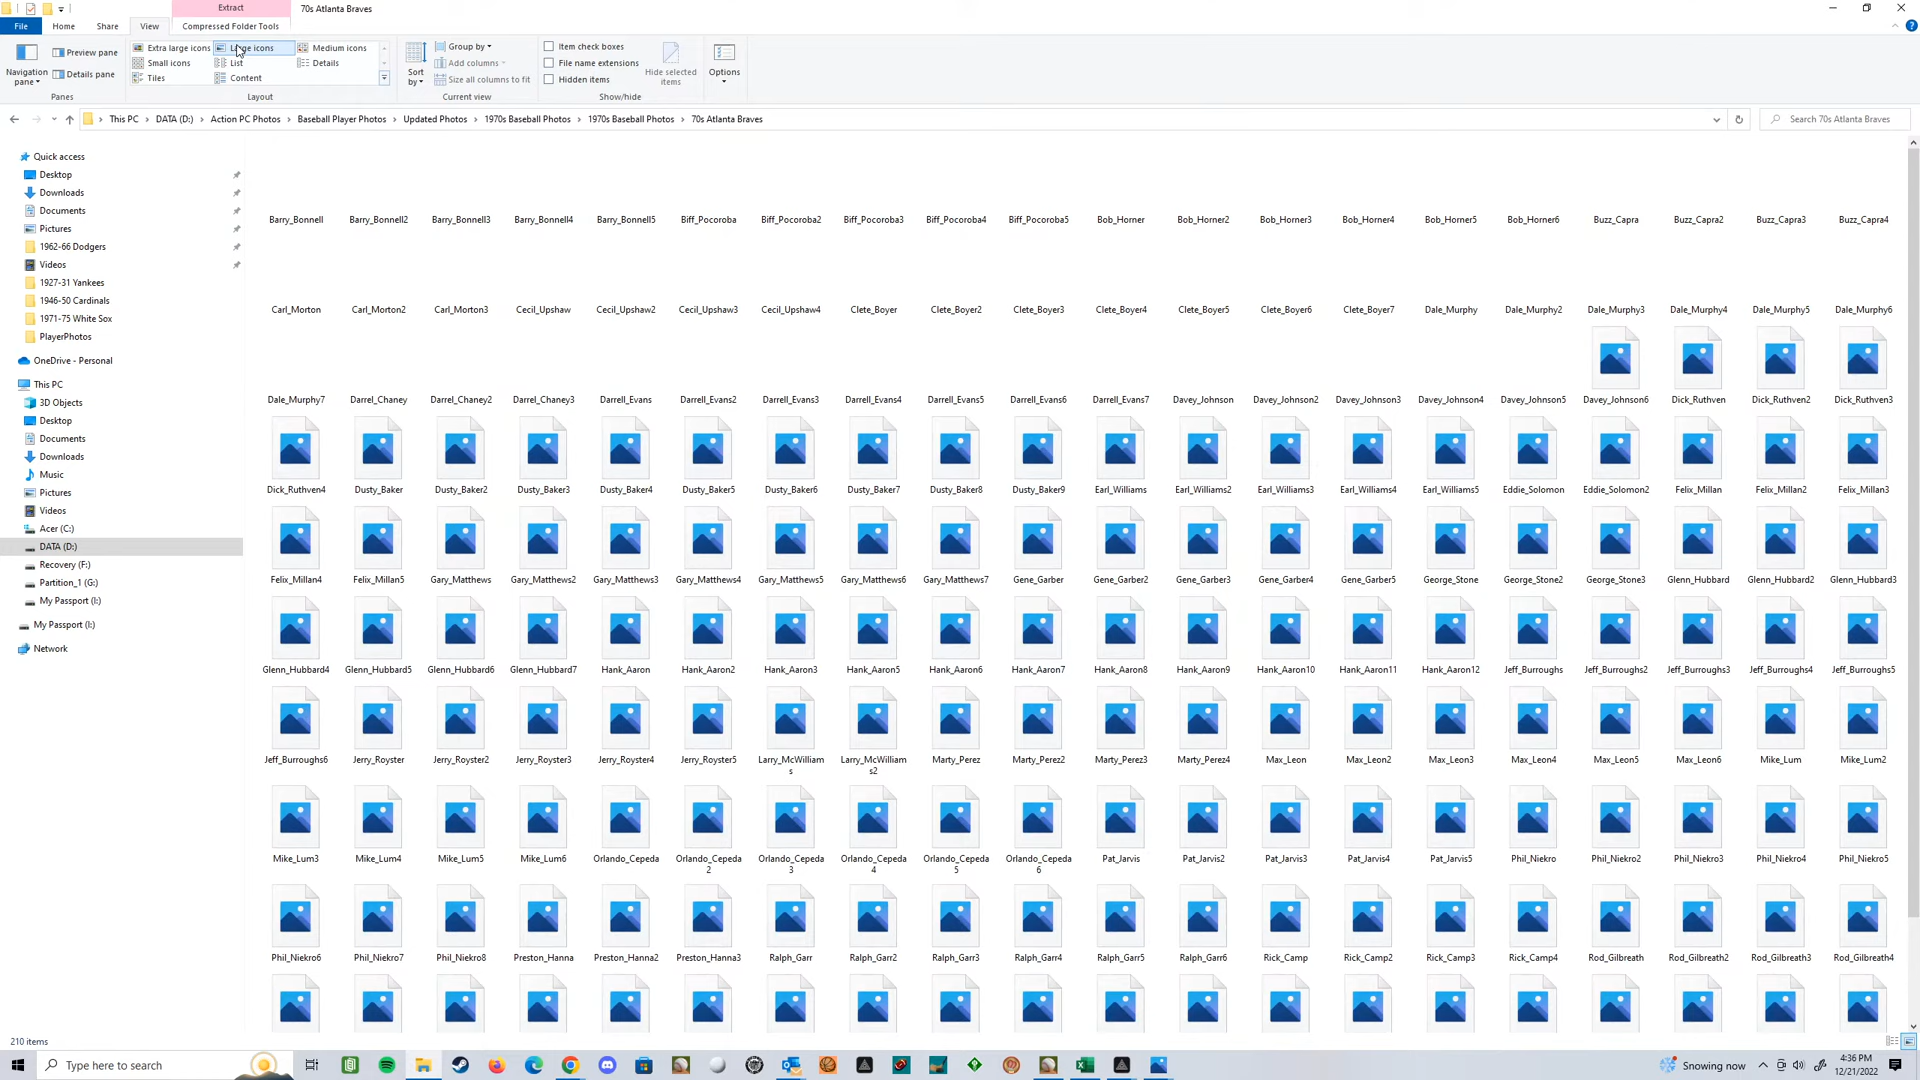 Extract 70s Atlanta Braves
File Home Share View Compressed Folder Tools
Extra large icons Large icons Medium icons
Small icons List Details
Tiles Content
Navigation pane Preview pane Details pane
Sort by Group by Add columns Size all columns to fit
Item check boxes
File name extensions
Hidden items
Hide selected items Options
Panes Layout Current view Show/hide
This PC > DATA (D:) > Action PC Photos > Baseball Player Photos > Updated Photos > 1970s Baseball Photos > 1970s Baseball Photos > 70s Atlanta Braves
Search 70s Atlanta Braves
Quick access
Desktop
Downloads
Documents
Pictures
1962-66 Dodgers
Videos
1927-31 Yankees
1946-50 Cardinals
1971-75 White Sox
PlayerPhotos
OneDrive - Personal
This PC
3D Objects
Desktop
Documents
Downloads
Music
Pictures
Videos
Acer (C:)
DATA (D:)
Recovery (F:)
Partition_1 (G:)
My Passport (I:)
My Passport (I:)
Network
Barry_Bonnell Barry_Bonnell2 Barry_Bonnell3 Barry_Bonnell4 Barry_Bonnell5 Biff_Pocoroba Biff_Pocoroba2 Biff_Pocoroba3 Biff_Pocoroba4 Biff_Pocoroba5 Bob_Horner Bob_Horner2 Bob_Horner3 Bob_Horner4 Bob_Horner5 Bob_Horner6 Buzz_Capra Buzz_Capra2 Buzz_Capra3 Buzz_Capra4
Carl_Morton Carl_Morton2 Carl_Morton3 Cecil_Upshaw Cecil_Upshaw2 Cecil_Upshaw3 Cecil_Upshaw4 Clete_Boyer Clete_Boyer2 Clete_Boyer3 Clete_Boyer4 Clete_Boyer5 Clete_Boyer6 Clete_Boyer7 Dale_Murphy Dale_Murphy2 Dale_Murphy3 Dale_Murphy4 Dale_Murphy5 Dale_Murphy6
Dale_Murphy7 Darrel_Chaney Darrel_Chaney2 Darrel_Chaney3 Darrell_Evans Darrell_Evans2 Darrell_Evans3 Darrell_Evans4 Darrell_Evans5 Darrell_Evans6 Darrell_Evans7 Davey_Johnson Davey_Johnson2 Davey_Johnson3 Davey_Johnson4 Davey_Johnson5 Davey_Johnson6 Dick_Ruthven Dick_Ruthven2 Dick_Ruthven3
Dick_Ruthven4 Dusty_Baker Dusty_Baker2 Dusty_Baker3 Dusty_Baker4 Dusty_Baker5 Dusty_Baker6 Dusty_Baker7 Dusty_Baker8 Dusty_Baker9 Earl_Williams Earl_Williams2 Earl_Williams3 Earl_Williams4 Earl_Williams5 Eddie_Solomon Eddie_Solomon2 Felix_Millan Felix_Millan2 Felix_Millan3
Felix_Millan4 Felix_Millan5 Gary_Matthews Gary_Matthews2 Gary_Matthews3 Gary_Matthews4 Gary_Matthews5 Gary_Matthews6 Gary_Matthews7 Gene_Garber Gene_Garber2 Gene_Garber3 Gene_Garber4 Gene_Garber5 George_Stone George_Stone2 George_Stone3 Glenn_Hubbard Glenn_Hubbard2 Glenn_Hubbard3
Glenn_Hubbard4 Glenn_Hubbard5 Glenn_Hubbard6 Glenn_Hubbard7 Hank_Aaron Hank_Aaron2 Hank_Aaron3 Hank_Aaron5 Hank_Aaron6 Hank_Aaron7 Hank_Aaron8 Hank_Aaron9 Hank_Aaron10 Hank_Aaron11 Hank_Aaron12 Jeff_Burroughs Jeff_Burroughs2 Jeff_Burroughs3 Jeff_Burroughs4 Jeff_Burroughs5
Jeff_Burroughs6 Jerry_Royster Jerry_Royster2 Jerry_Royster3 Jerry_Royster4 Jerry_Royster5 Larry_McWilliams Larry_McWilliams2 Marty_Perez Marty_Perez2 Marty_Perez3 Marty_Perez4 Max_Leon Max_Leon2 Max_Leon3 Max_Leon4 Max_Leon5 Max_Leon6 Mike_Lum Mike_Lum2
Mike_Lum3 Mike_Lum4 Mike_Lum5 Mike_Lum6 Orlando_Cepeda Orlando_Cepeda2 Orlando_Cepeda3 Orlando_Cepeda4 Orlando_Cepeda5 Orlando_Cepeda6 Pat_Jarvis Pat_Jarvis2 Pat_Jarvis3 Pat_Jarvis4 Pat_Jarvis5 Phil_Niekro Phil_Niekro2 Phil_Niekro3 Phil_Niekro4 Phil_Niekro5
Phil_Niekro6 Phil_Niekro7 Phil_Niekro8 Preston_Hanna Preston_Hanna2 Preston_Hanna3 Ralph_Garr Ralph_Garr2 Ralph_Garr3 Ralph_Garr4 Ralph_Garr5 Ralph_Garr6 Rick_Camp Rick_Camp2 Rick_Camp3 Rick_Camp4 Rod_Gilbreath Rod_Gilbreath2 Rod_Gilbreath3 Rod_Gilbreath4
210 items
Type here to search
Snowing now
4:36 PM
12/21/2022